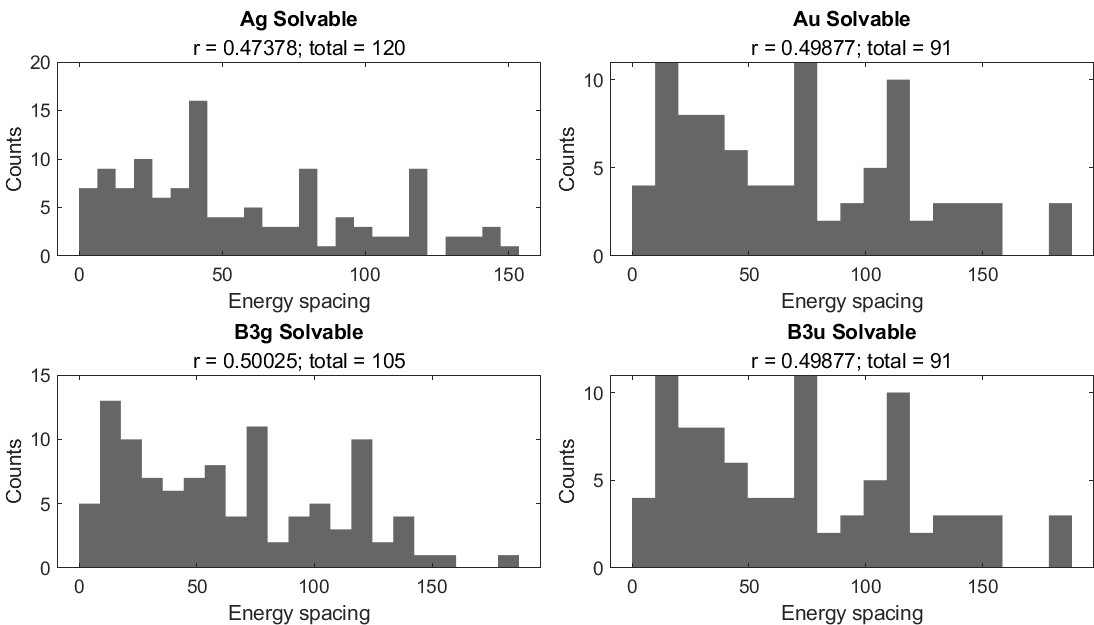 Ag Solvable
r = 0.47378; total = 120
20
15
10
5
0
Counts
0 50 100 150
Energy spacing
Au Solvable
r = 0.49877; total = 91
10
5
0
Counts
0 50 100 150
Energy spacing
B3g Solvable
r = 0.50025; total = 105
15
10
5
0
Counts
0 50 100 150
Energy spacing
B3u Solvable
r = 0.49877; total = 91
10
5
0
Counts
0 50 100 150
Energy spacing